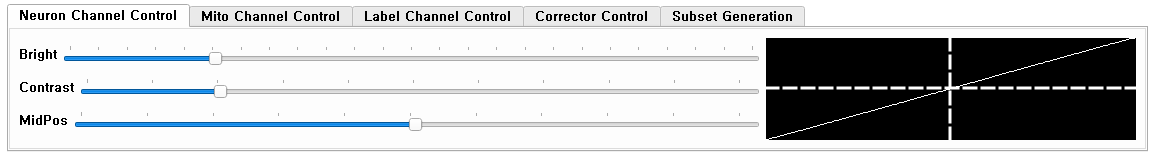 Neuron Channel Control Mito Channel Control Label Channel Control Corrector Control Subset Generation
Bright
Contrast
MidPos